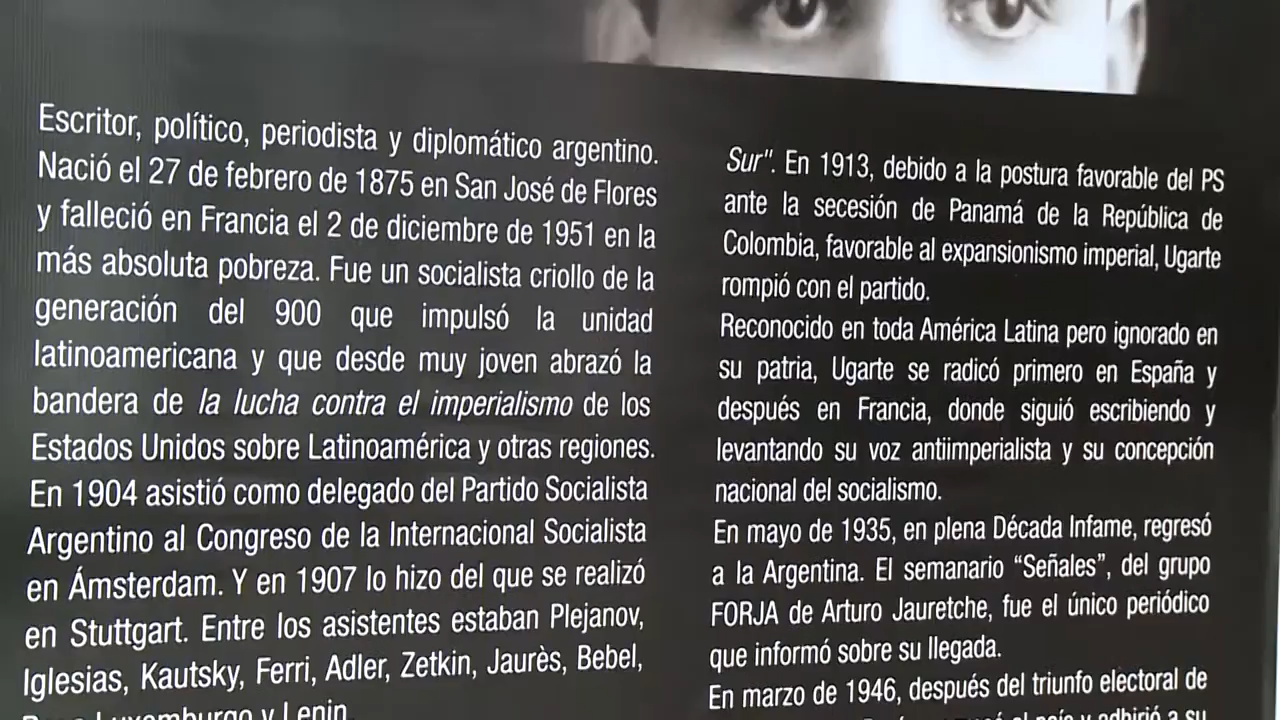 Escritor, político, periodista y diplomático argentino.
Nació el 27 de febrero de 1875 en San José de Flores
y falleció en Francia el 2 de diciembre de 1951 en la
más absoluta pobreza. Fue un socialista criollo de la
generación del 900 que impulsó la unidad
latinoamericana y que desde muy joven abrazó la
bandera de la lucha contra el imperialismo de los
Estados Unidos sobre Latinoamérica y otras regiones.
En 1904 asistió como delegado del Partido Socialista
Argentino al Congreso de la Internacional Socialista
en Ámsterdam. Y en 1907 lo hizo del que se realizó
en Stuttgart. Entre los asistentes estaban Plejanov,
Iglesias, Kautsky, Ferri, Adler, Zetkin, Jaurès, Bebel,
Luxemburgo y Lenin.
Sur". En 1913, debido a la postura favorable del PS
ante la secesión de Panamá de la República de
Colombia, favorable al expansionismo imperial, Ugarte
rompió con el partido.
Reconocido en toda América Latina pero ignorado en
su patria, Ugarte se radicó primero en España y
después en Francia, donde siguió escribiendo y
levantando su voz antiimperialista y su concepción
nacional del socialismo.
En mayo de 1935, en plena Década Infame, regresó
a la Argentina. El semanario “Señales”, del grupo
FORJA de Arturo Jauretche, fue el único periódico
que informó sobre su llegada.
En marzo de 1946, después del triunfo electoral de
al país y adhirió a su